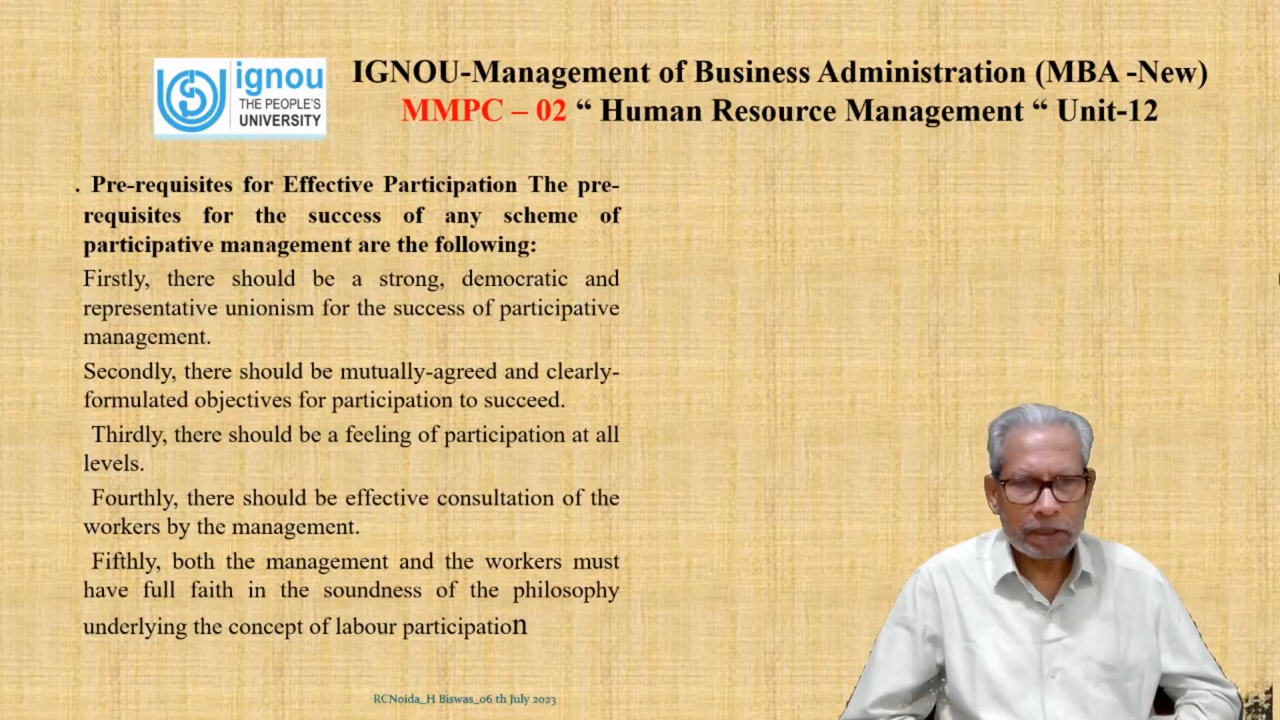 ignou
THE PEOPLE'S
UNIVERSITY
IGNOU-Management of Business Administration (MBA -New)
MMPC – 02 “ Human Resource Management “ Unit-12
. Pre-requisites for Effective Participation The pre-
requisites for the success of any scheme of
participative management are the following:
Firstly, there should be a strong, democratic and
representative unionism for the success of participative
management.
Secondly, there should be mutually-agreed and clearly-
formulated objectives for participation to succeed.
Thirdly, there should be a feeling of participation at all
levels.
Fourthly, there should be effective consultation of the
workers by the management.
Fifthly, both the management and the workers must
have full faith in the soundness of the philosophy
underlying the concept of labour participation
RCNoida_H Biswas_06 th July 2023